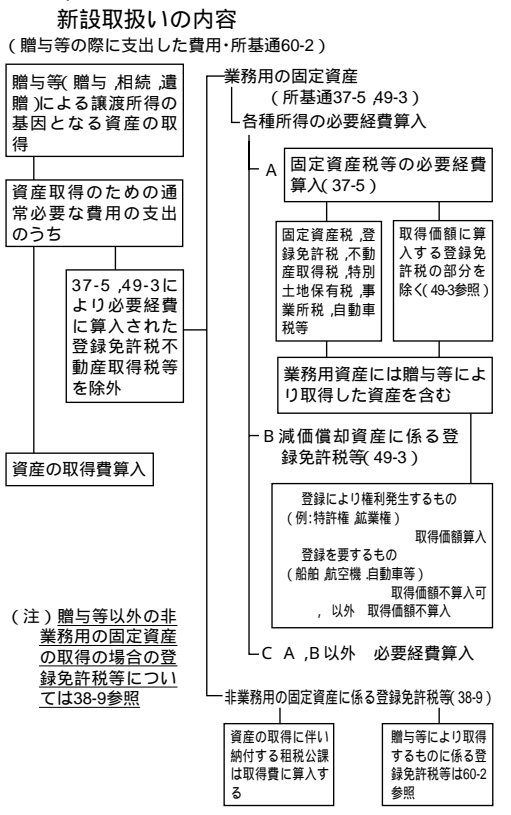 新設取扱いの内容
(贈与等の際に支出した費用・所基通60-2)
贈与等(贈与,相続,遺
贈)による譲渡所得の
基因となる資産の取
得
資産取得のための通
常必要な費用の支出
のうち
37-5,49-3に
より必要経費
に算入された
登録免許税不
動産取得税等
を除外
資産の取得費算入
(注)贈与等以外の非
業務用の固定資産
の取得の場合の登
録免許税等につい
ては38-9参照
業務用の固定資産
(所基通37-5,49-3)
各種所得の必要経費算入
A
固定資産税等の必要経費
算入(37-5)
固定資産税,登
録免許税,不動
産取得税,特別
土地保有税,事
業所税,自動車
税等
取得価額に算
入する登録免
許税の部分を
除く(49-3参照)
業務用資産には贈与等によ
り取得した資産を含む
B 減価償却資産に係る登
録免許税等(49-3)
登録により権利発生するもの
(例:特許権,鉱業権)
取得価額算入
登録を要するもの
(船舶,航空機,自動車等)
取得価額不算入可
, 以外 取得価額不算入
C A,B以外 必要経費算入
非業務用の固定資産に係る登録免許税等(38-9)
資産の取得に伴い
納付する租税公課
は取得費に算入す
る
贈与等により取得
するものに係る登
録免許税等は60-2
参照